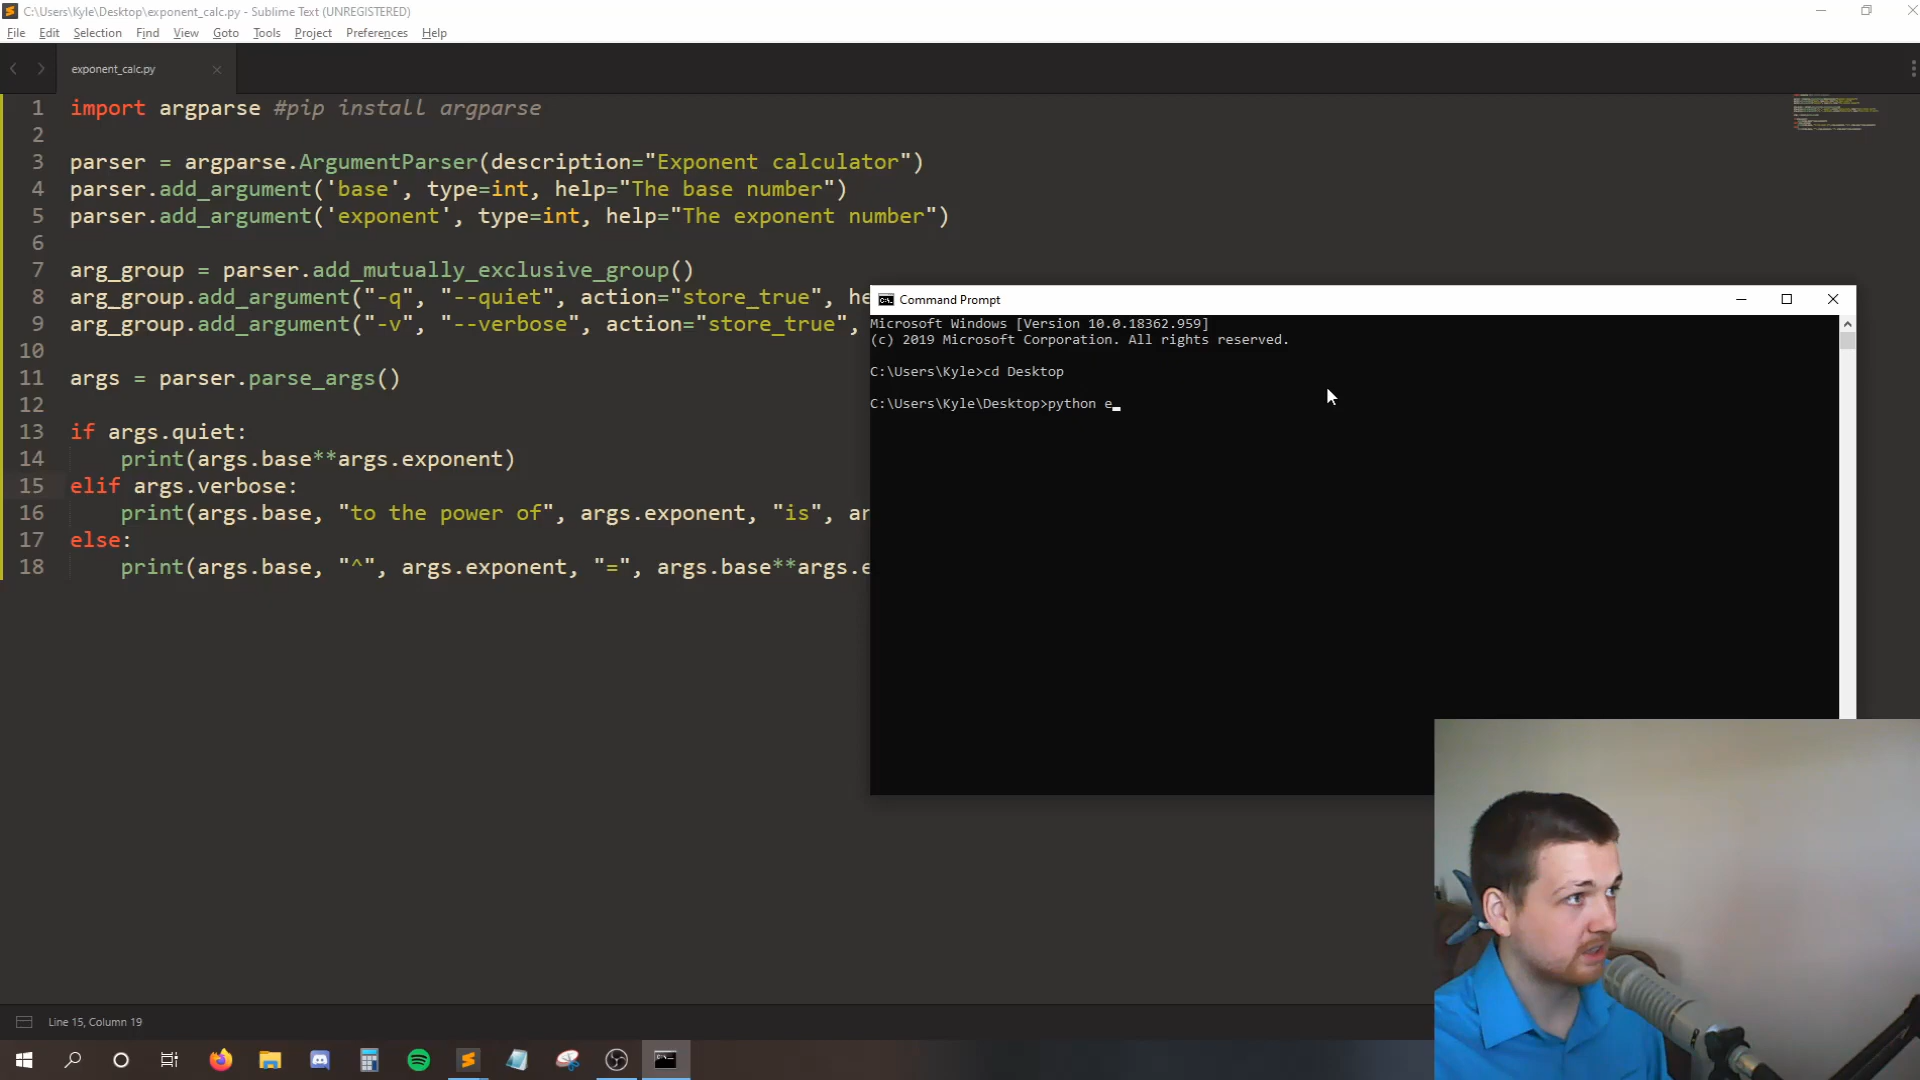 C:\Users\Kyle\Desktop\exponent_calc.py - Sublime Text (UNREGISTERED)
File Edit Selection Find View Goto Tools Project Preferences Help
exponent_calc.py
1 import argparse #pip install argparse
2
3 parser = argparse.ArgumentParser(description="Exponent calculator")
4 parser.add_argument('base', type=int, help="The base number")
5 parser.add_argument('exponent', type=int, help="The exponent number")
6
7 arg_group = parser.add_mutually_exclusive_group()
8 arg_group.add_argument("-q", "--quiet", action="store_true", he
9 arg_group.add_argument("-v", "--verbose", action="store_true",
10
11 args = parser.parse_args()
12
13 if args.quiet:
14 print(args.base**args.exponent)
15 elif args.verbose:
16 print(args.base, "to the power of", args.exponent, "is", ar
17 else:
18 print(args.base, "^", args.exponent, "=", args.base**args.e
Command Prompt
Microsoft Windows [Version 10.0.18362.959]
(c) 2019 Microsoft Corporation. All rights reserved.
C:\Users\Kyle>cd Desktop
C:\Users\Kyle\Desktop>python e_
Line 15, Column 19